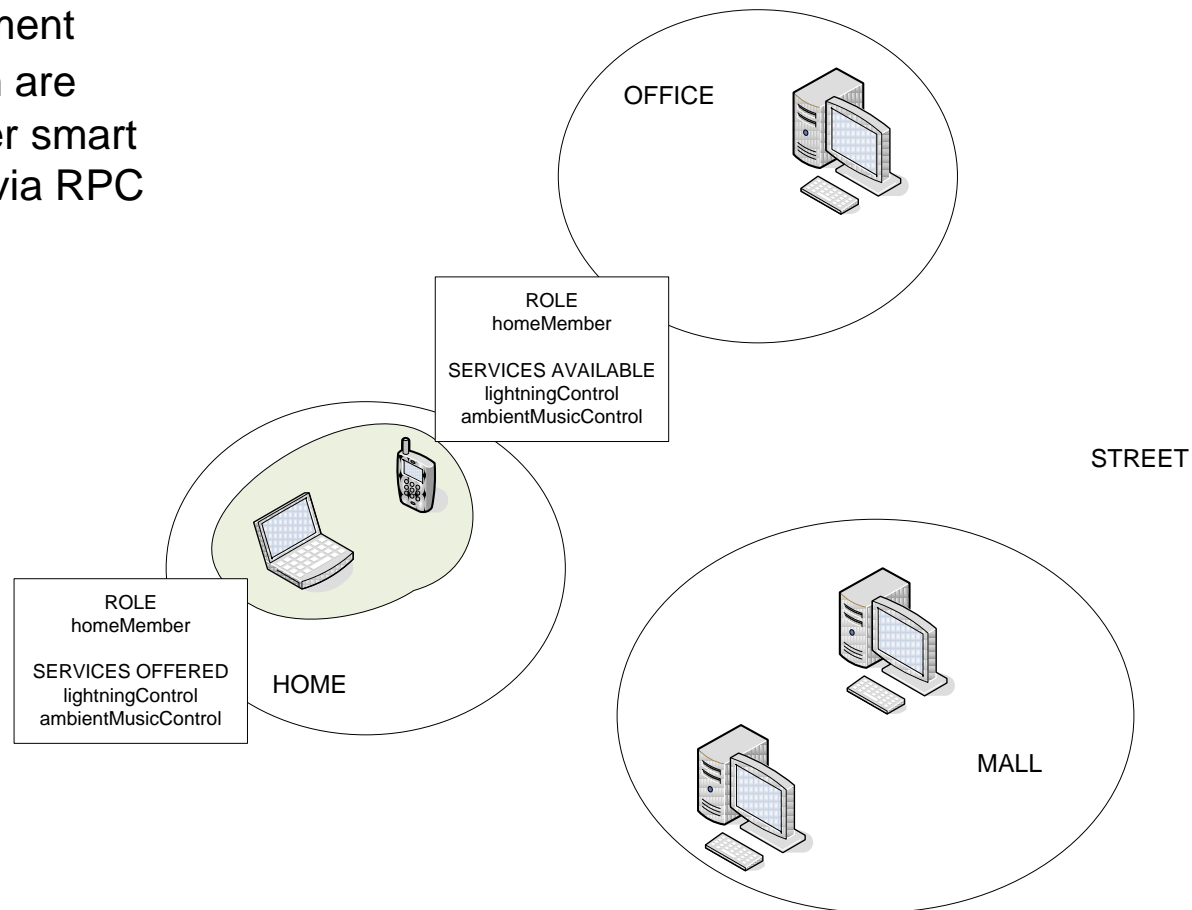 ment
are
er smart
via RPC
OFFICE
ROLE
homeMember
SERVICES AVAILABLE
lightningControl
ambientMusicControl
STREET
ROLE
homeMember
SERVICES OFFERED
lightningControl
ambientMusicControl
HOME
MALL